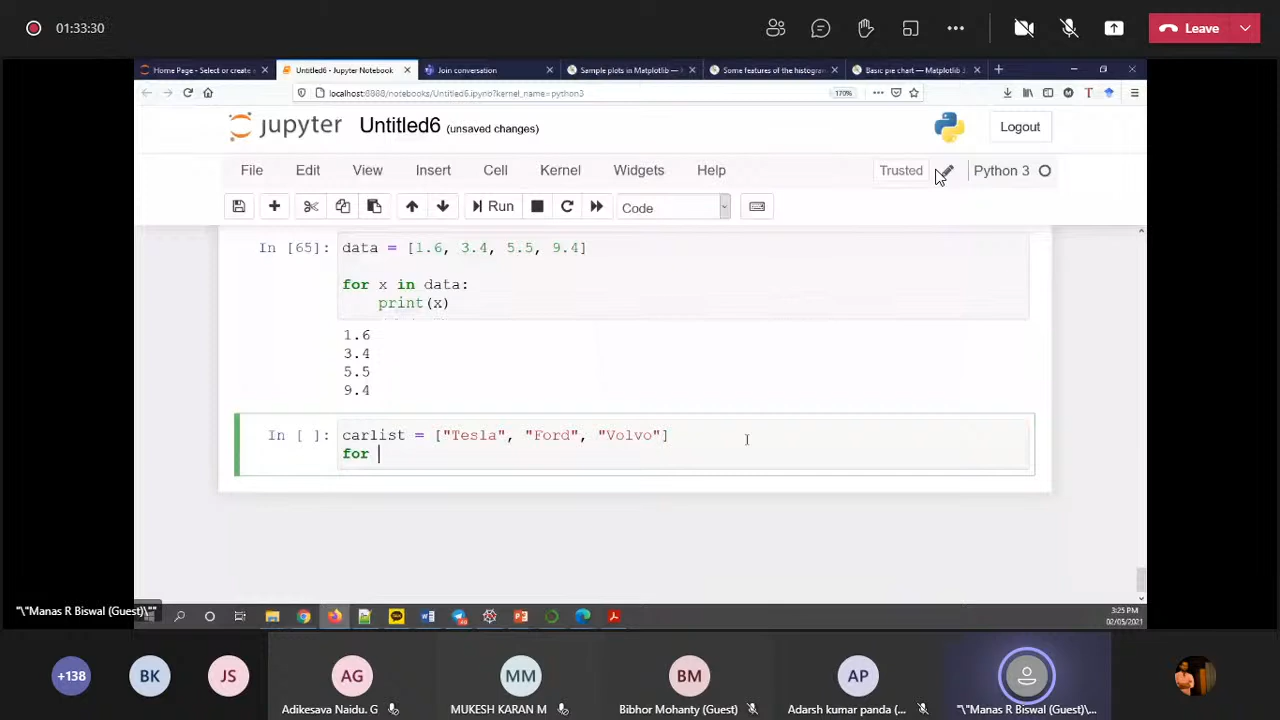 01:33:30
Leave
Home Page - Select or create
Untitled6 - Jupyter Notebook
Join conversation
Sample plots in Matplotlib —
Some features of the histogram
Basic pie chart — Matplotlib
localhost:8888/notebooks/Untitled6.ipynb?kernel_name=python3
170%
jupyter Untitled6 (unsaved changes)
Logout
File Edit View Insert Cell Kernel Widgets Help
Trusted
Python 3
Run
Code
In [65]: data = [1.6, 3.4, 5.5, 9.4]
for x in data:
print(x)
1.6
3.4
5.5
9.4
In [ ]: carlist = ["Tesla", "Ford", "Volvo"]
for
"\"Manas R Biswal (Guest)\""
3:25 PM
02/05/2021
+138
BK
JS
AG
MM
BM
AP
Adikesava Naidu. G
MUKESH KARAN M
Bibhor Mohanty (Guest)
Adarsh kumar panda (...
"\"Manas R Biswal (Guest)\...